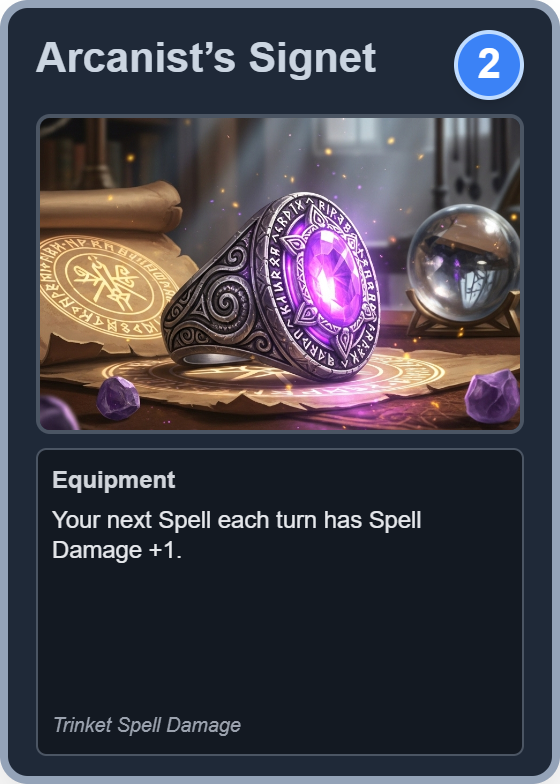 Arcanist’s Signet
2
Equipment
Your next Spell each turn has Spell
Damage +1.
Trinket Spell Damage